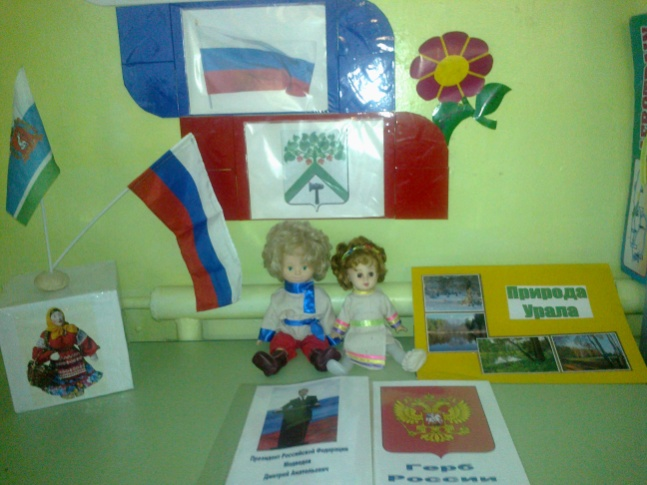 Природа
Урала
Президент Российской Федерации
Медведев
Дмитрий Анатольевич
Герб
России